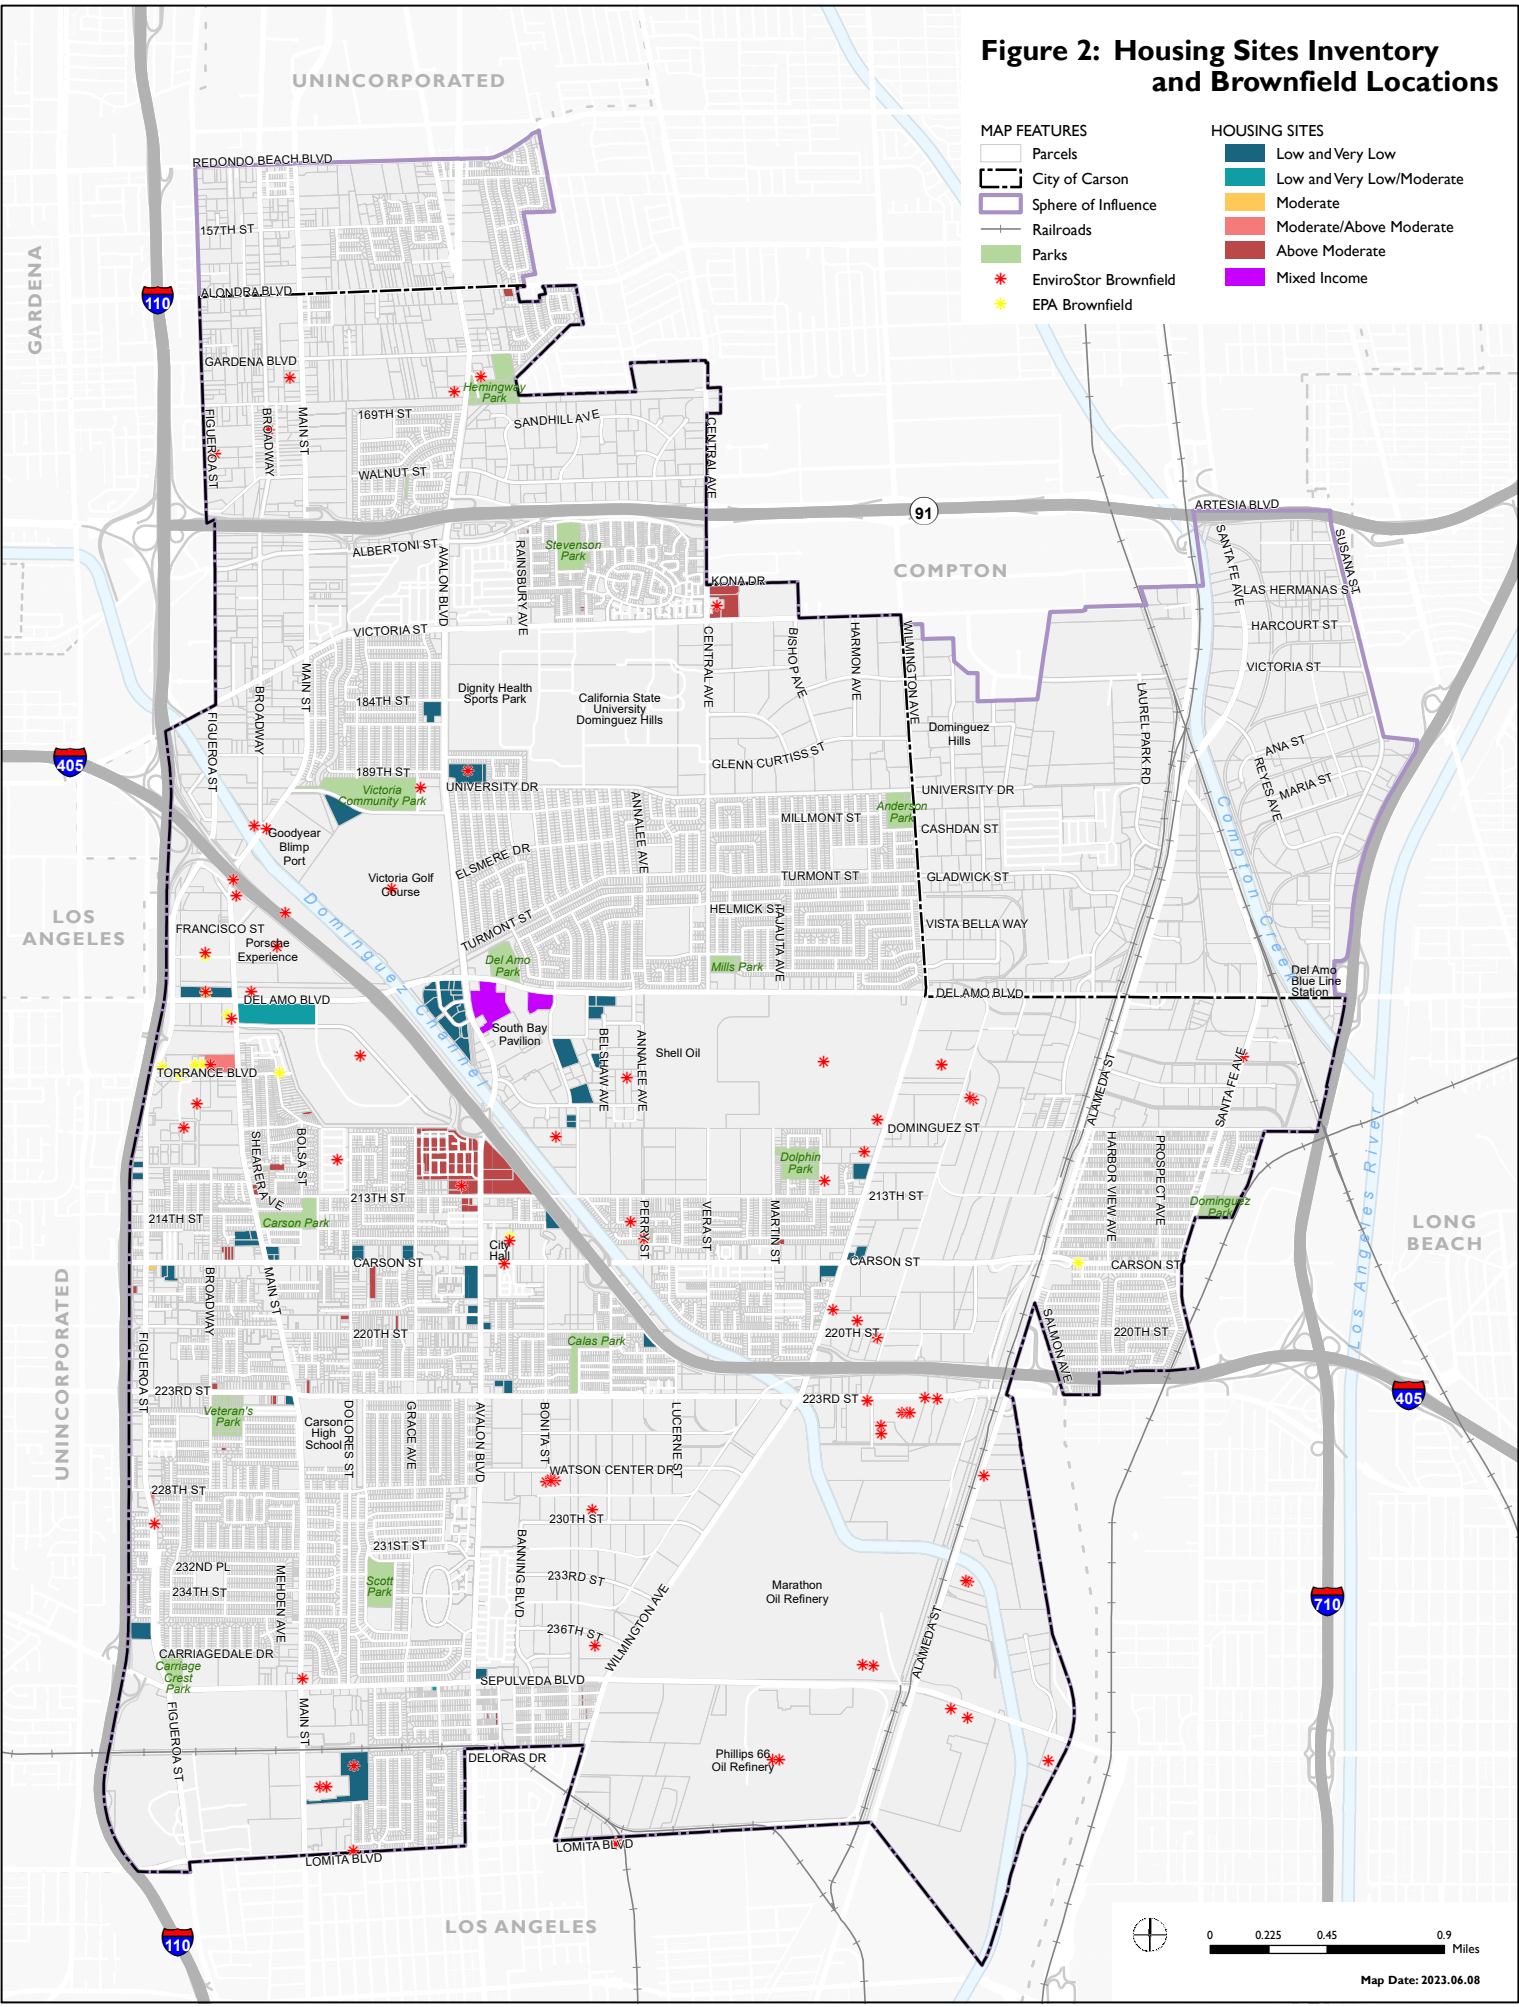 Figure 2: Housing Sites Inventory
and Brownfield Locations
MAP FEATURES
Parcels
City of Carson
Sphere of Influence
Railroads
Parks
EnviroStor Brownfield
EPA Brownfield
HOUSING SITES
Low and Very Low
Low and Very Low/Moderate
Moderate
Moderate/Above Moderate
Above Moderate
Mixed Income
UNINCORPORATED
REDONDO BEACH BLVD
157TH ST
GARDENA
110
ALONDRA BLVD
GARDENA BLVD
Hemingway
Park
169TH ST
SANDHILL AVE
FIGUEROA ST
BROADWAY
MAIN ST
CENTRAL AVE
WALNUT ST
91
ARTESIA BLVD
ALBERTONI ST
AVALON BLVD
RAINSBURY AVE
Stevenson
Park
COMPTON
SANTA FE AVE
SUSANA ST
KONA DR
LAS HERMANAS ST
HARCOURT ST
VICTORIA ST
VICTORIA ST
CENTRAL AVE
BISHOP AVE
HARMON AVE
WILMINGTON AVE
MAIN ST
BROADWAY
FIGUEROA ST
184TH ST
Dignity Health
Sports Park
California State
University
Dominguez Hills
Dominguez
Hills
LAUREL PARK RD
GLENN CURTISS ST
ANA ST
REYES AVE
MARIA ST
405
189TH ST
UNIVERSITY DR
UNIVERSITY DR
Victoria
Community Park
ANNALEE AVE
MILLMONT ST
Anderson
Park
CASHDAN ST
Goodyear
Blimp
Port
ELSMERE DR
Victoria Golf
Course
TURMONT ST
GLADWICK ST
Compton Creek
Dominguez Channel
LOS
ANGELES
FRANCISCO ST
Porsche
Experience
TURMONT ST
HELMICK ST
TAJAUTA AVE
VISTA BELLA WAY
Del Amo
Park
Mills Park
Del Amo
Blue Line
Station
DEL AMO BLVD
DEL AMO BLVD
South Bay
Pavilion
BELSHAW AVE
ANNALEE AVE
Shell Oil
TORRANCE BLVD
ALAMEDA ST
SANTA FE AVE
DOMINGUEZ ST
SHEARER AVE
BOLSA ST
Dolphin
Park
HARBOR VIEW AVE
PROSPECT AVE
213TH ST
213TH ST
Dominguez
Park
Los Angeles River
214TH ST
Carson Park
PERRY ST
VERA ST
MARTIN ST
LONG
BEACH
City
Hall
CARSON ST
CARSON ST
CARSON ST
UNINCORPORATED
BROADWAY
MAIN ST
FIGUEROA ST
220TH ST
Calas Park
220TH ST
SALMON AVE
220TH ST
223RD ST
223RD ST
405
Veteran's
Park
Carson
High
School
DOLORES ST
GRACE AVE
AVALON BLVD
BONITA ST
LUCERNE ST
WATSON CENTER DR
228TH ST
230TH ST
231ST ST
BANNING BLVD
232ND PL
234TH ST
MEHDEN AVE
Scott
Park
233RD ST
Marathon
Oil Refinery
710
236TH ST
WILMINGTON AVE
ALAMEDA ST
CARRIAGEDALE DR
Carriage
Crest
Park
SEPULVEDA BLVD
FIGUEROA ST
MAIN ST
DELORAS DR
Phillips 66
Oil Refinery
LOMITA BLVD
LOMITA BLVD
LOS ANGELES
110
0 0.225 0.45 0.9
Miles
Map Date: 2023.06.08